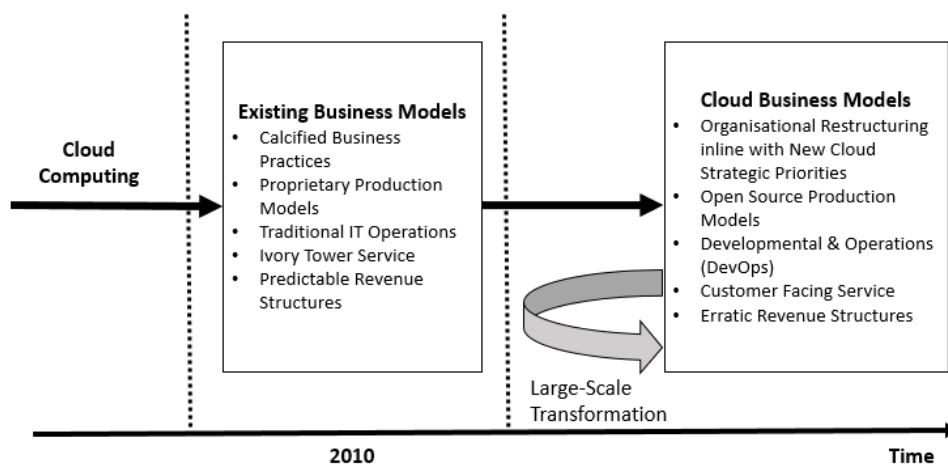 Cloud
Computing
Existing Business Models
• Calcified Business
Practices
• Proprietary Production
Models
• Traditional IT Operations
• Ivory Tower Service
• Predictable Revenue
Structures
Cloud Business Models
• Organisational Restructuring
inline with New Cloud
Strategic Priorities
• Open Source Production
Models
• Developmental & Operations
(DevOps)
• Customer Facing Service
• Erratic Revenue Structures
Large-Scale
Transformation
2010
Time